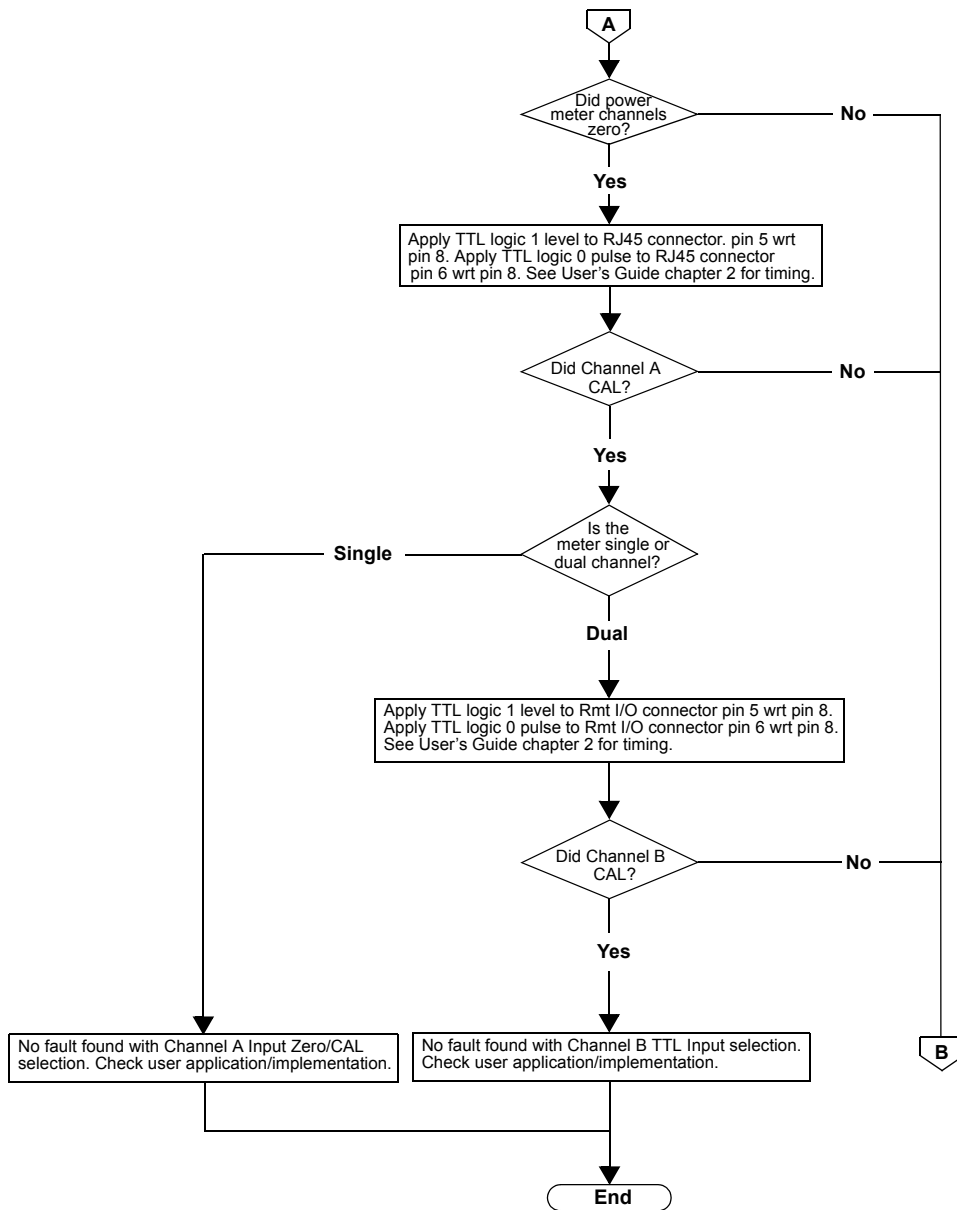 A
Did power
meter channels
zero?
No
Yes
Apply TTL logic 1 level to RJ45 connector. pin 5 wrt
pin 8. Apply TTL logic 0 pulse to RJ45 connector
pin 6 wrt pin 8. See User's Guide chapter 2 for timing.
Did Channel A
CAL?
No
Yes
Is the
meter single or
dual channel?
Single
Dual
Apply TTL logic 1 level to Rmt I/O connector pin 5 wrt pin 8.
Apply TTL logic 0 pulse to Rmt I/O connector pin 6 wrt pin 8.
See User's Guide chapter 2 for timing.
Did Channel B
CAL?
No
Yes
No fault found with Channel A Input Zero/CAL
selection. Check user application/implementation.
No fault found with Channel B TTL Input selection.
Check user application/implementation.
B
End